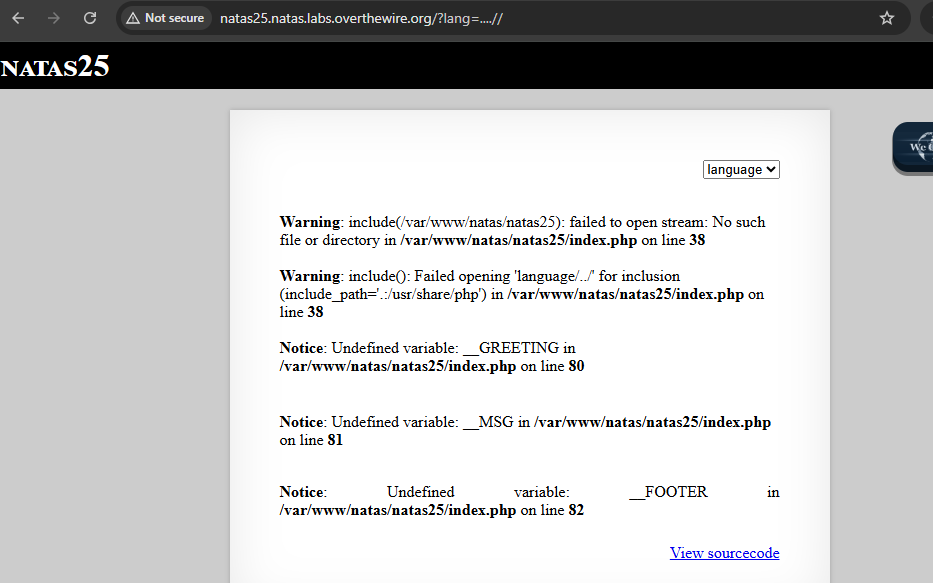 Not secure natas25.natas.labs.overthewire.org/?lang=....//
NATAS25
language
Warning: include(/var/www/natas/natas25): failed to open stream: No such
file or directory in /var/www/natas/natas25/index.php on line 38
Warning: include(): Failed opening 'language/../' for inclusion
(include_path='.:/usr/share/php') in /var/www/natas/natas25/index.php on
line 38
Notice: Undefined variable: __GREETING in
/var/www/natas/natas25/index.php on line 80
Notice: Undefined variable: __MSG in /var/www/natas/natas25/index.php
on line 81
Notice: Undefined variable: __FOOTER in
/var/www/natas/natas25/index.php on line 82
View sourcecode
We